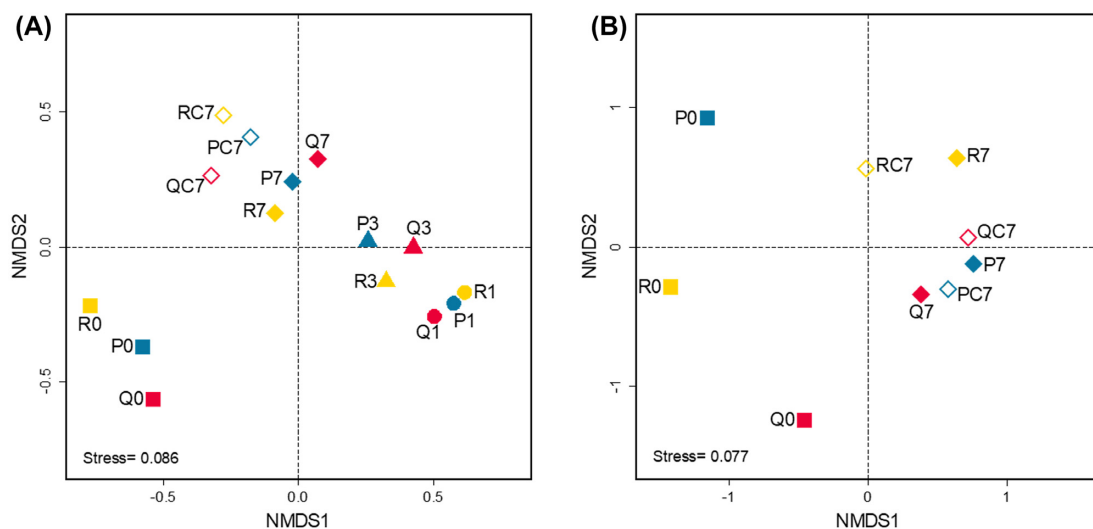 (A)
0.5
0.0
-0.5
NMDS2
RC7
PC7
QC7
Q7
P7
R7
P3
Q3
R3
R1
P1
Q1
R0
P0
Q0
Stress= 0.086
-0.5
0.0
0.5
NMDS1
(B)
1
0
-1
NMDS2
P0
RC7
R7
QC7
P7
PC7
Q7
R0
Q0
Stress= 0.077
-1
0
1
NMDS1